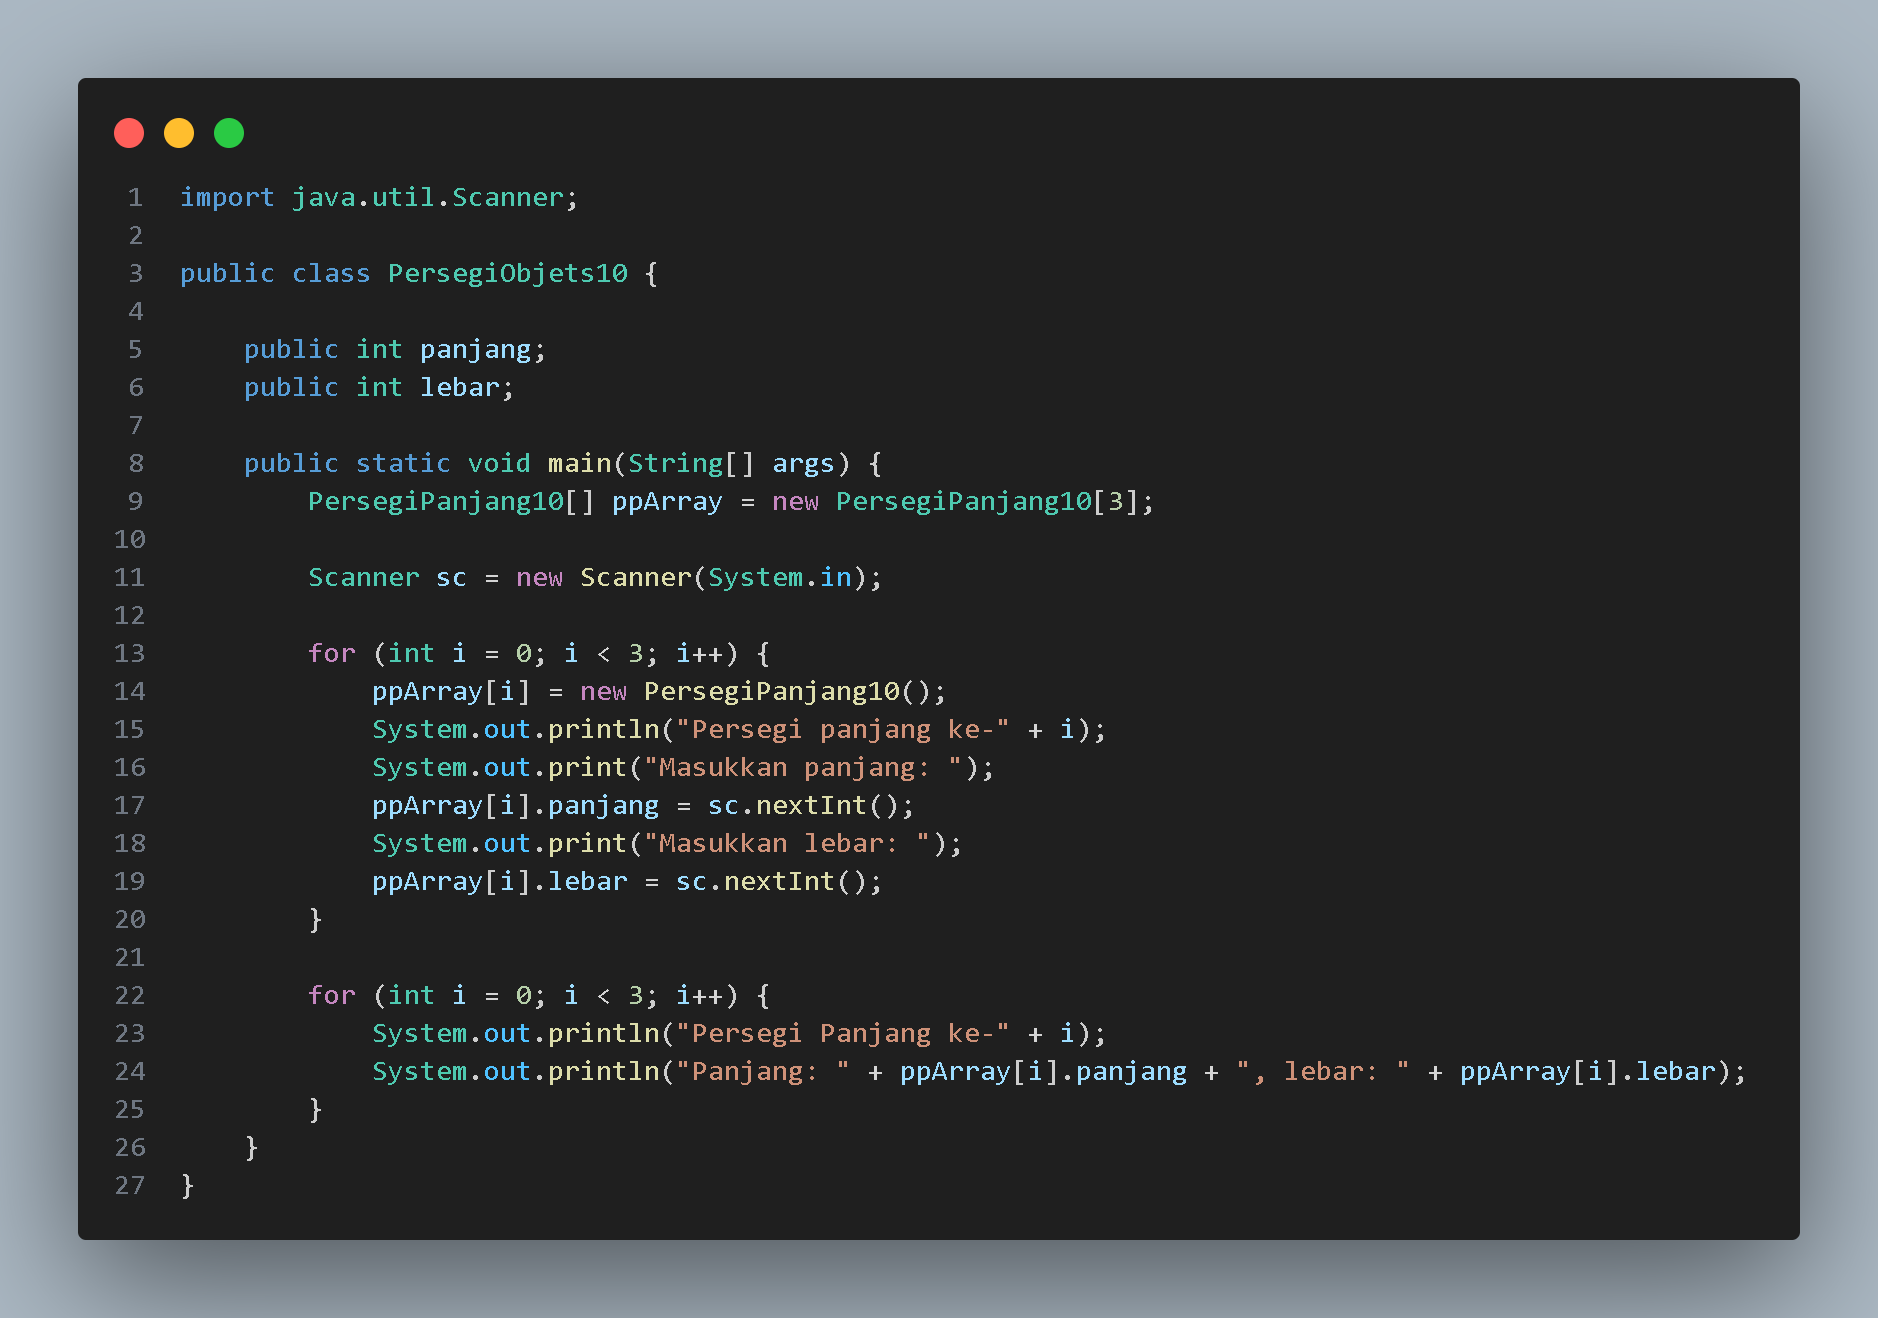 1 import java.util.Scanner;
2
3 public class PersegiObjets10 {
4
5     public int panjang;
6     public int lebar;
7
8     public static void main(String[] args) {
9         PersegiPanjang10[] ppArray = new PersegiPanjang10[3];
10
11         Scanner sc = new Scanner(System.in);
12
13         for (int i = 0; i < 3; i++) {
14             ppArray[i] = new PersegiPanjang10();
15             System.out.println("Persegi panjang ke-" + i);
16             System.out.print("Masukkan panjang: ");
17             ppArray[i].panjang = sc.nextInt();
18             System.out.print("Masukkan lebar: ");
19             ppArray[i].lebar = sc.nextInt();
20         }
21
22         for (int i = 0; i < 3; i++) {
23             System.out.println("Persegi Panjang ke-" + i);
24             System.out.println("Panjang: " + ppArray[i].panjang + ", lebar: " + ppArray[i].lebar);
25         }
26     }
27 }